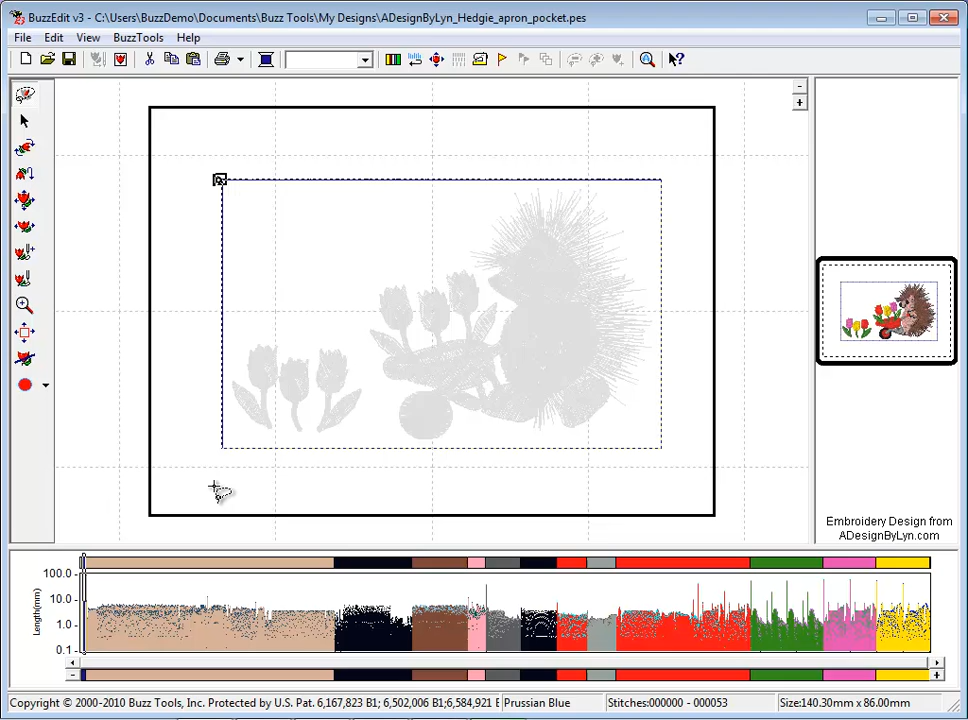 BuzzEdit v3 - C:\Users\BuzzDemo\Documents\Buzz Tools\My Designs\ADesignByLyn_Hedgie_apron_pocket.pes
File Edit View BuzzTools Help
Embroidery Design from
ADesignByLyn.com
100.0
10.0
1.0
0.1
Length(mm)
Copyright © 2000-2010 Buzz Tools, Inc. Protected by U.S. Pat. 6,167,823 B1; 6,502,006 B1;6,584,921 E Prussian Blue Stitches:000000 - 000053 Size:140.30mm x 86.00mm